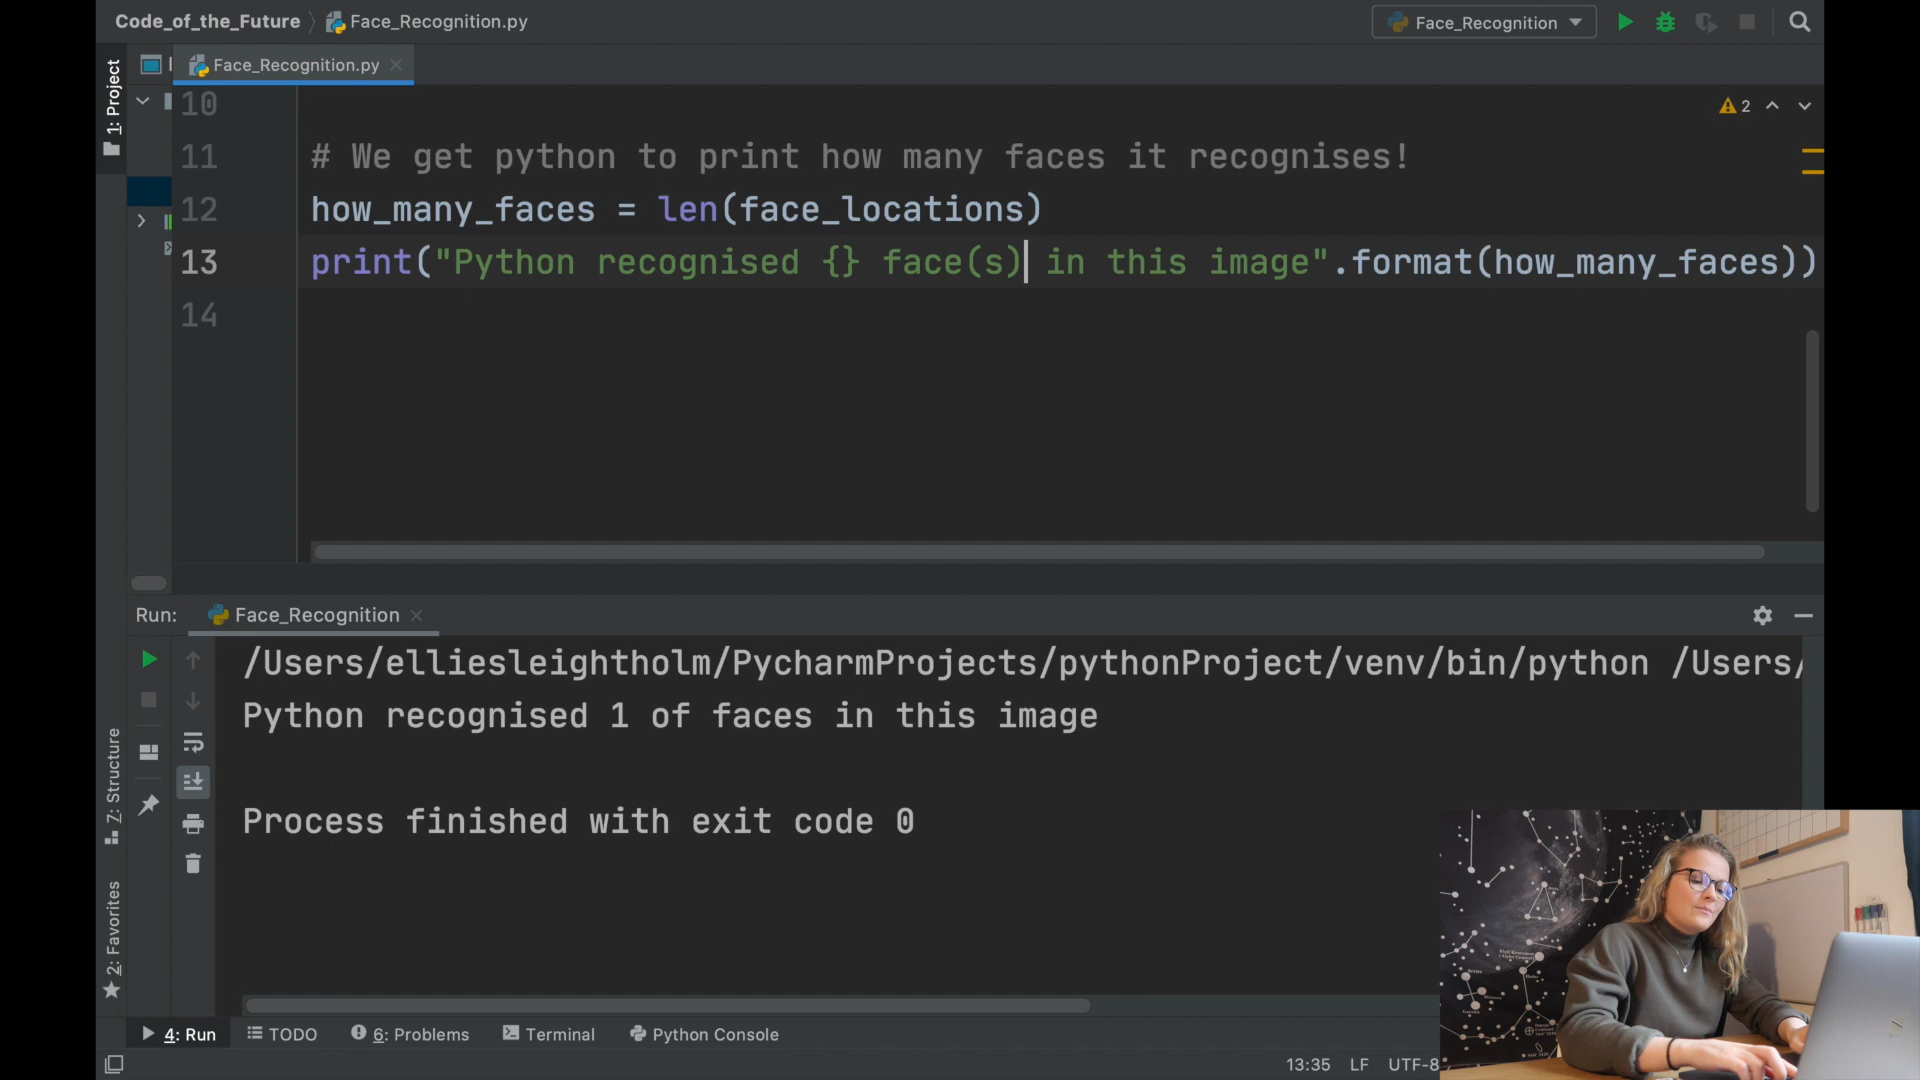 Code_of_the_Future
Face_Recognition.py
Face_Recognition
Face_Recognition.py
1: Project
2
10
11
# We get python to print how many faces it recognises!
12
how_many_faces = len(face_locations)
13
print("Python recognised {} face(s) in this image".format(how_many_faces))
14
Run:
Face_Recognition
/Users/elliesleightholm/PycharmProjects/pythonProject/venv/bin/python /Users/
Python recognised 1 of faces in this image
Process finished with exit code 0
7: Structure
2: Favorites
4: Run
TODO
6: Problems
Terminal
Python Console
13:35
LF
UTF-8